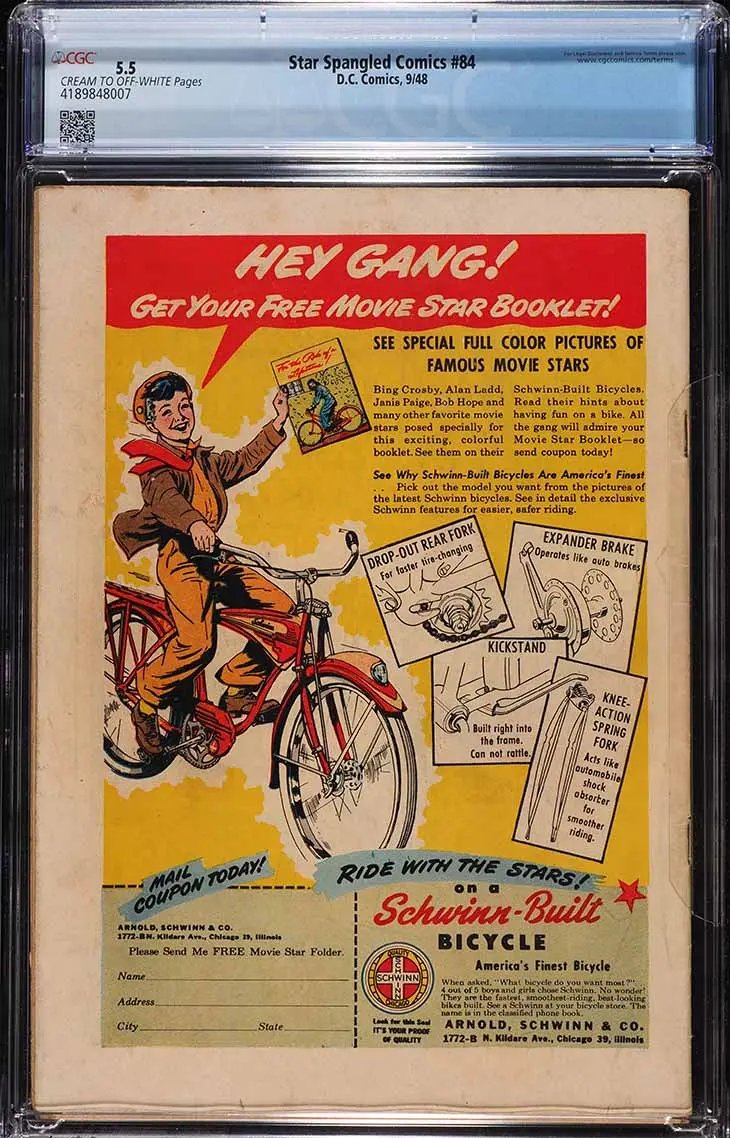 CGC
5.5
CREAM TO OFF-WHITE Pages
4189848007
Star Spangled Comics #84
D.C. Comics, 9/48
www.cgccomics.com/terms
HEY GANG!
GET YOUR FREE MOVIE STAR BOOKLET!
SEE SPECIAL FULL COLOR PICTURES OF
FAMOUS MOVIE STARS
Bing Crosby, Alan Ladd,
Janis Paige, Bob Hope and
many other favorite movie
stars posed specially for
this exciting, colorful
booklet. See them on their
Schwinn-Built Bicycles.
Read their hints about
having fun on a bike. All
the gang will admire your
Movie Star Booklet—so
send coupon today!
See Why Schwinn-Built Bicycles Are America's Finest
. . Pick out the model you want from the pictures of
the latest Schwinn bicycles. See in detail the exclusive
Schwinn features for easier, safer riding.
DROP-OUT REAR FORK
For faster tire-changing
EXPANDER BRAKE
Operates like auto brakes
KICKSTAND
Built right into
the frame.
Can not rattle.
KNEE-
ACTION
SPRING
FORK
Acts like
automobile
shock
absorber
for
smoother
riding.
MAIL
COUPON TODAY!
RIDE WITH THE STARS!
on a
Schwinn-Built
BICYCLE
America's Finest Bicycle
When asked, "What bicycle do you want most?",
4 out of 5 boys and girls chose Schwinn. No wonder!
They are the fastest, smoothest-riding, best-looking
bikes built. See a Schwinn at your bicycle store. The
name is in the classified phone book.
ARNOLD, SCHWINN & CO.
1772-B N. Kildare Ave., Chicago 39, Illinois
QUALITY
SCHWINN
SCHWINN
CHICAGO
Look for this Seal
IT'S YOUR PROOF
OF QUALITY
ARNOLD, SCHWINN & CO.
1772-BN. Kildare Ave., Chicago 39, Illinois
Please Send Me FREE Movie Star Folder.
Name
Address
City State